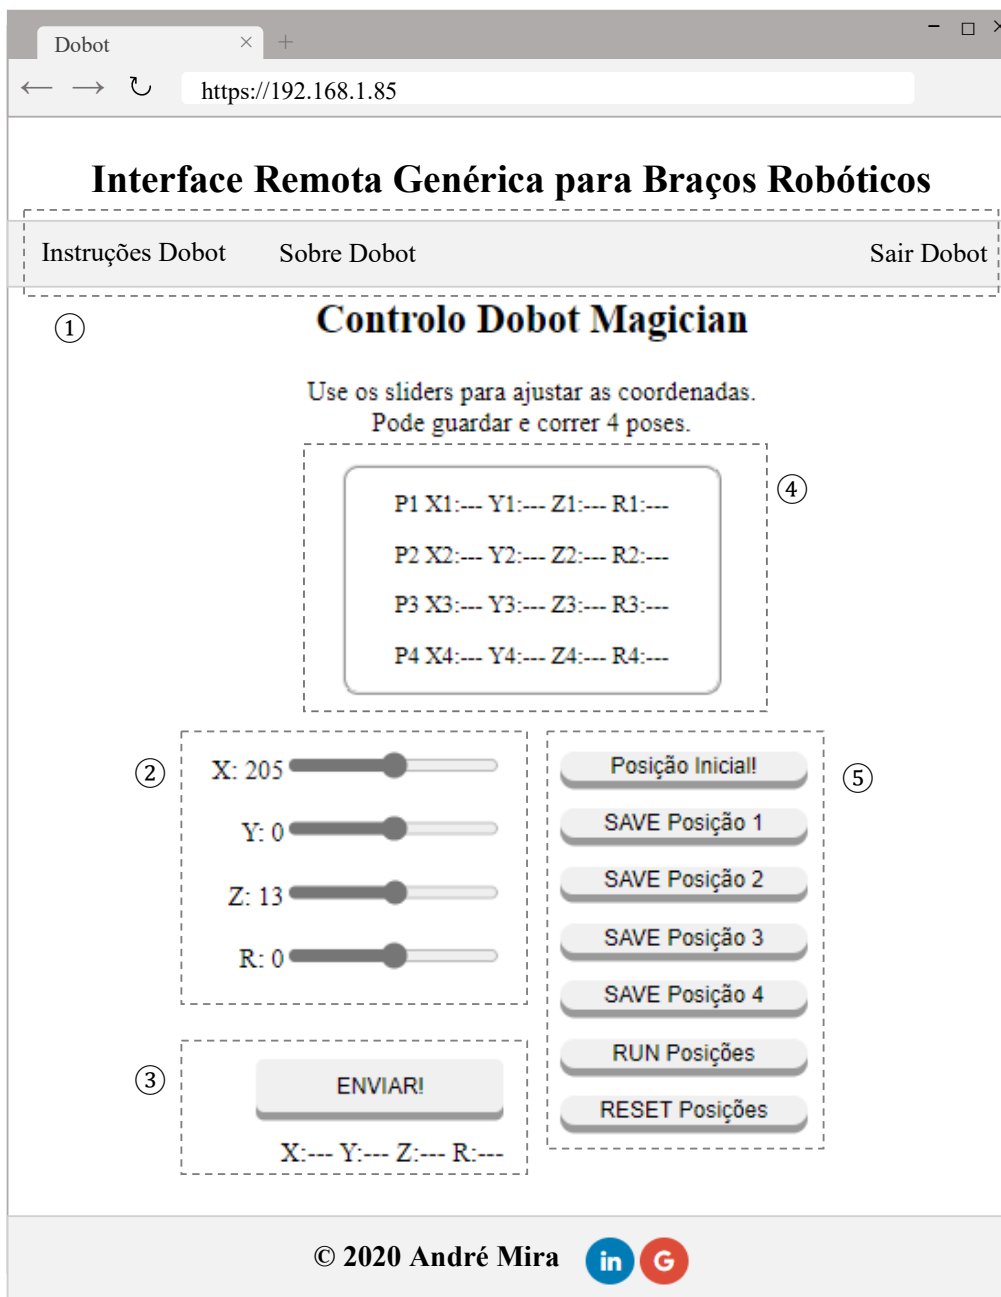 Dobot
https://192.168.1.85
Interface Remota Genérica para Braços Robóticos
Instruções Dobot Sobre Dobot Sair Dobot
①
Controlo Dobot Magician
Use os sliders para ajustar as coordenadas.
Pode guardar e correr 4 poses.
④
P1 X1:--- Y1:--- Z1:--- R1:---
P2 X2:--- Y2:--- Z2:--- R2:---
P3 X3:--- Y3:--- Z3:--- R3:---
P4 X4:--- Y4:--- Z4:--- R4:---
②
X: 205
Y: 0
Z: 13
R: 0
③
ENVIAR!
X:--- Y:--- Z:--- R:---
⑤
Posição Inicial!
SAVE Posição 1
SAVE Posição 2
SAVE Posição 3
SAVE Posição 4
RUN Posições
RESET Posições
© 2020 André Mira in G